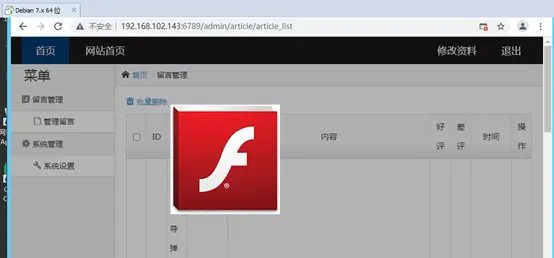 Debian 7.x 64 位
不安全 | 192.168.102.143:6789/admin/article/article_list
首页 网站首页 修改资料 退出
菜单
首页 留言管理
留言管理
批量删除
管理留言
ID 内容 好评 差评 时间 操作
系统管理
系统设置
导
弹